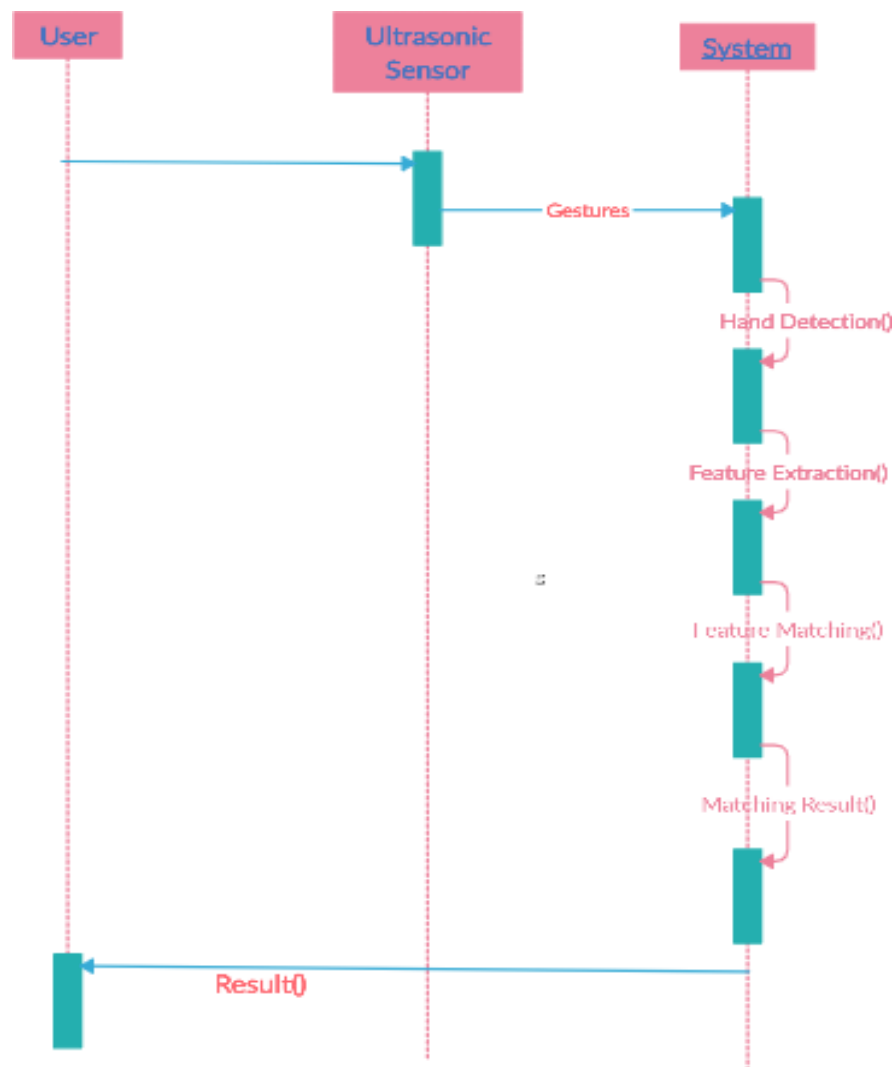 User
Ultrasonic
Sensor
System
Gestures
Hand Detection()
Feature Extraction()
Feature Matching()
Matching Result()
Result()